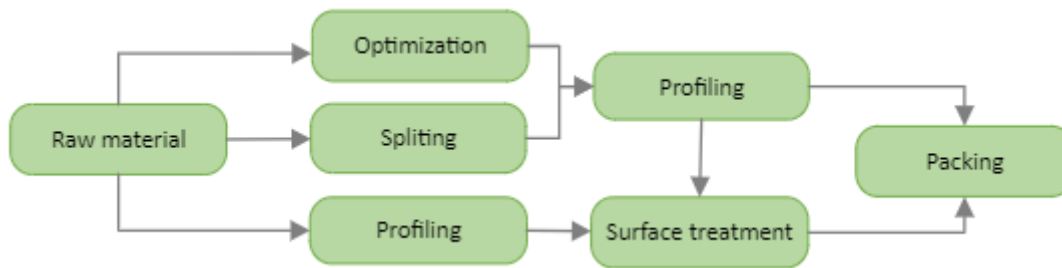 Optimization
Profiling
Raw material
Spliting
Packing
Profiling
Surface treatment